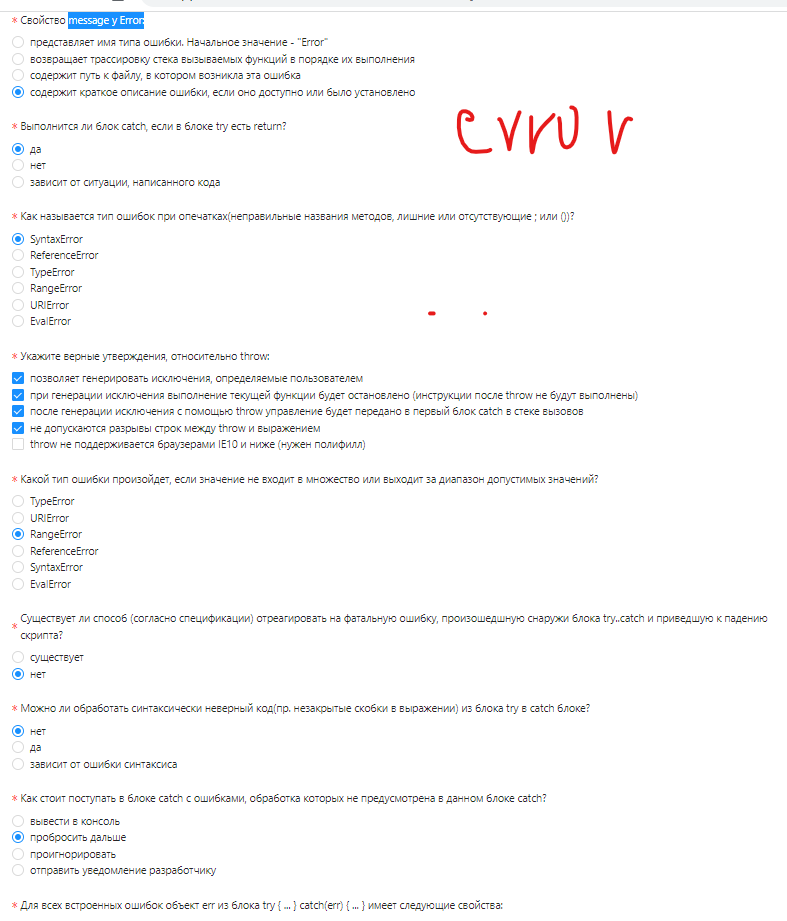 * Свойство message у Error:
представляет имя типа ошибки. Начальное значение - "Error"
возвращает трассировку стека вызываемых функций в порядке их выполнения
содержит путь к файлу, в котором возникла эта ошибка
содержит краткое описание ошибки, если оно доступно или было установлено
error
* Выполнится ли блок catch, если в блоке try есть return?
да
нет
зависит от ситуации, написанного кода
* Как называется тип ошибок при опечатках(неправильные названия методов, лишние или отсутствующие ; или ())?
SyntaxError
ReferenceError
TypeError
RangeError
URIError
EvalError
* Укажите верные утверждения, относительно throw:
позволяет генерировать исключения, определяемые пользователем
при генерации исключения выполнение текущей функции будет остановлено (инструкции после throw не будут выполнены)
после генерации исключения с помощью throw управление будет передано в первый блок catch в стеке вызовов
не допускаются разрывы строк между throw и выражением
throw не поддерживается браузерами IE10 и ниже (нужен полифилл)
* Какой тип ошибки произойдет, если значение не входит в множество или выходит за диапазон допустимых значений?
TypeError
URIError
RangeError
ReferenceError
SyntaxError
EvalError
* Существует ли способ (согласно спецификации) отреагировать на фатальную ошибку, произошедшую снаружи блока try..catch и приведшую к падению
скрипта?
существует
нет
* Можно ли обработать синтаксически неверный код(пр. незакрытые скобки в выражении) из блока try в catch блоке?
нет
да
зависит от ошибки синтаксиса
* Как стоит поступать в блоке catch с ошибками, обработка которых не предусмотрена в данном блоке catch?
вывести в консоль
пробросить дальше
проигнорировать
отправить уведомление разработчику
* Для всех встроенных ошибок объект err из блока try { ... } catch(err) { ... } имеет следующие свойства: